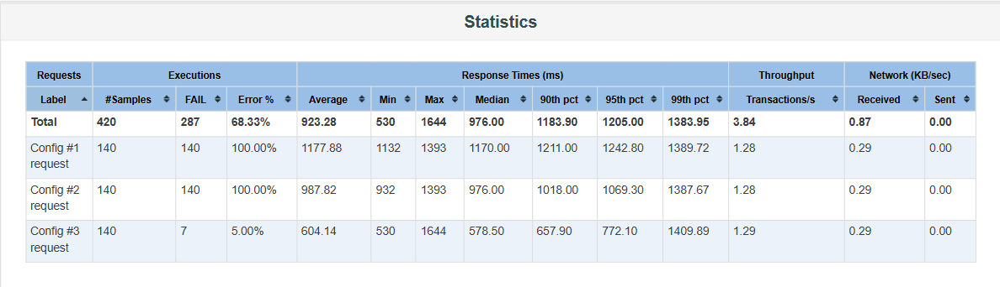 Statistics
Requests Executions Response Times (ms) Throughput Network (KB/sec)
Label #Samples FAIL Error % Average Min Max Median 90th pct 95th pct 99th pct Transactions/s Received Sent
Total 420 287 68.33% 923.28 530 1644 976.00 1183.90 1205.00 1383.95 3.84 0.87 0.00
Config #1 140 140 100.00% 1177.88 1132 1393 1170.00 1211.00 1242.80 1389.72 1.28 0.29 0.00
request
Config #2 140 140 100.00% 987.82 932 1393 976.00 1018.00 1069.30 1387.67 1.28 0.29 0.00
request
Config #3 140 7 5.00% 604.14 530 1644 578.50 657.90 772.10 1409.89 1.29 0.29 0.00
request